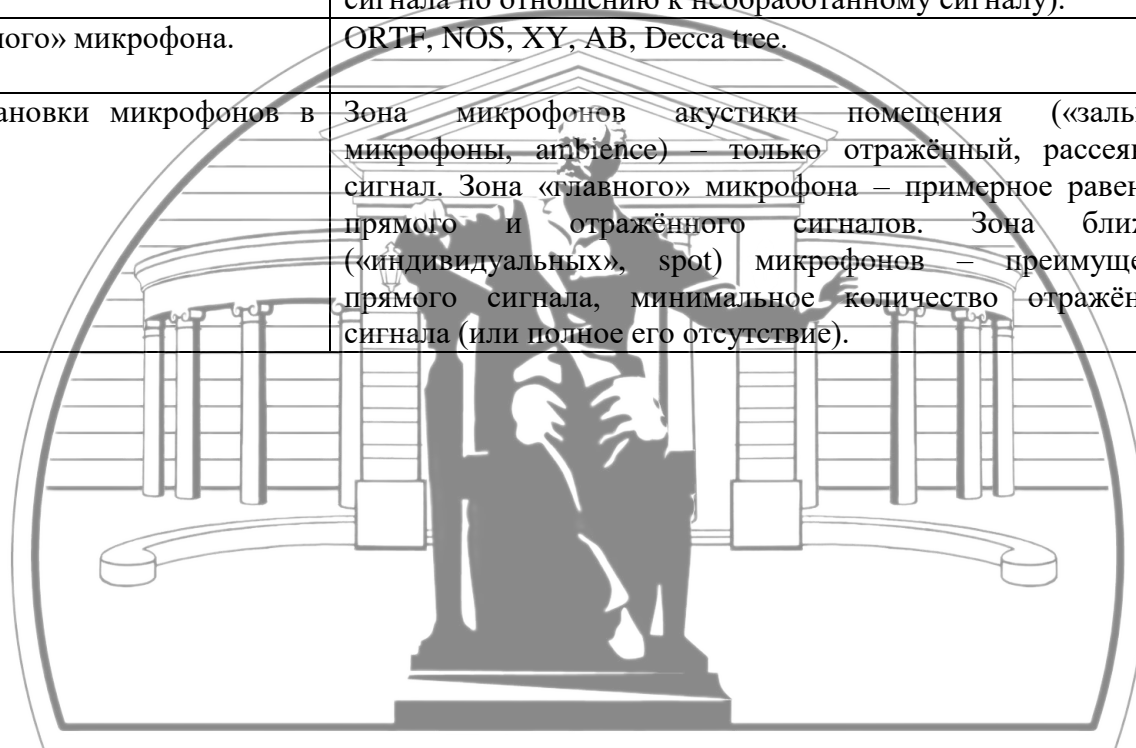 сигнала по отношению к необработанному сигналу).
ного» микрофона.
ORTF, NOS, XY, AB, Decca tree.
ановки микрофонов в
Зона микрофонов акустики помещения («заль
микрофоны, ambience) – только отражённый, рассеян
сигнал. Зона «главного» микрофона – примерное равен
прямого и отражённого сигналов. Зона ближ
(«индивидуальных», spot) микрофонов – преимуще
прямого сигнала, минимальное количество отражён
сигнала (или полное его отсутствие).